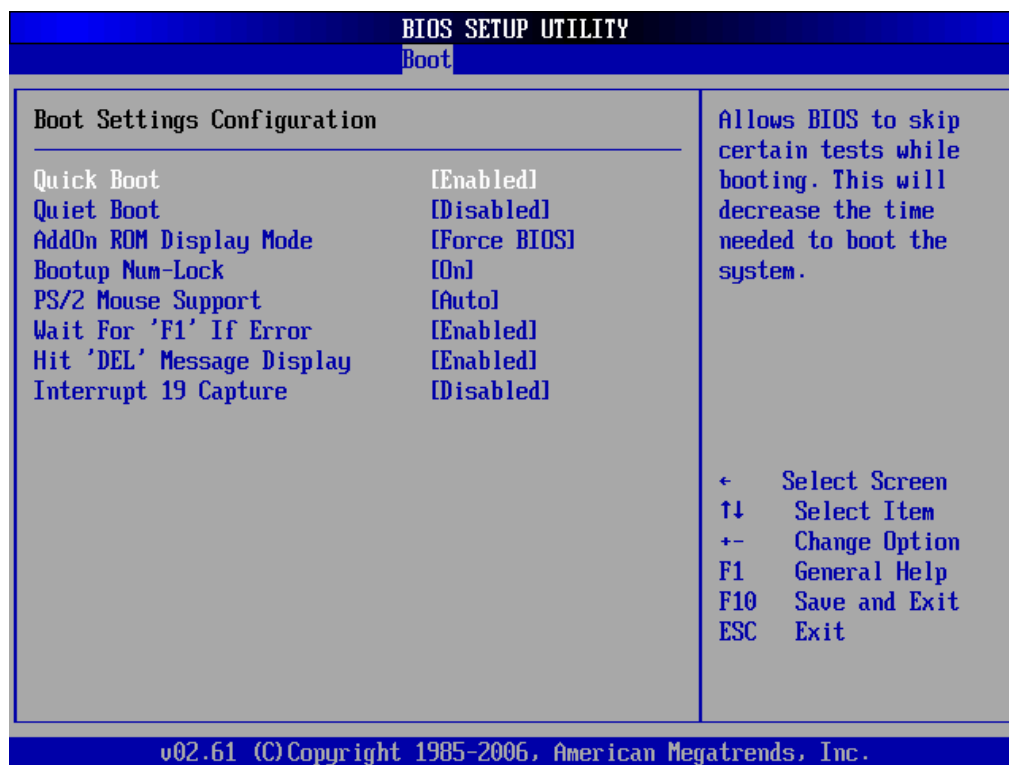 BIOS SETUP UTILITY
Boot
Boot Settings Configuration
Quick Boot [Enabled]
Quiet Boot [Disabled]
AddOn ROM Display Mode [Force BIOS]
Bootup Num-Lock [On]
PS/2 Mouse Support [Auto]
Wait For 'F1' If Error [Enabled]
Hit 'DEL' Message Display [Enabled]
Interrupt 19 Capture [Disabled]
Allows BIOS to skip
certain tests while
booting. This will
decrease the time
needed to boot the
system.
← Select Screen
↑↓ Select Item
+- Change Option
F1 General Help
F10 Save and Exit
ESC Exit
v02.61 (C)Copyright 1985-2006, American Megatrends, Inc.